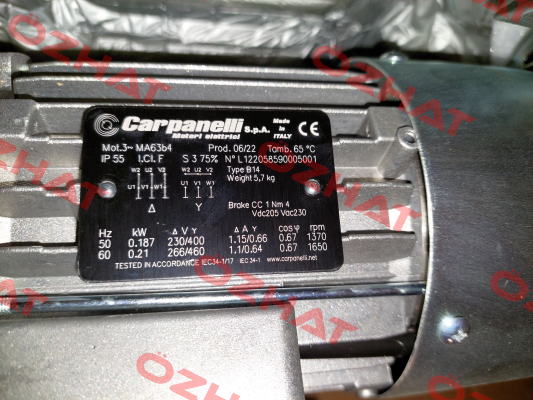 OZHAT
OZHAT
Carpanelli S.p.A. Made in ITALY CE
Motori elettrici
Mot.3~ MA63b4 Prod. 06/22 Tamb. 65 °C
IP 55 I.Cl. F S 3 75% N° L122058590005001
W2 U2 V2 W2 U2 V2 Type B14
Weight 5,7 kg
U1 V1 W1 U1 V1 W1
Δ Y
Brake CC 1 Nm 4
Vdc205 Vac230
Hz kW Δ V Y Δ A Y cosφ rpm
50 0.187 230/400 1.15/0.66 0.67 1370
60 0.21 266/460 1.1/0.64 0.67 1650
TESTED IN ACCORDANCE IEC34-1/17 IEC 34-1 www.carpanelli.net
OZHAT
OZHAT
OZHAT
OZHAT
OZHAT